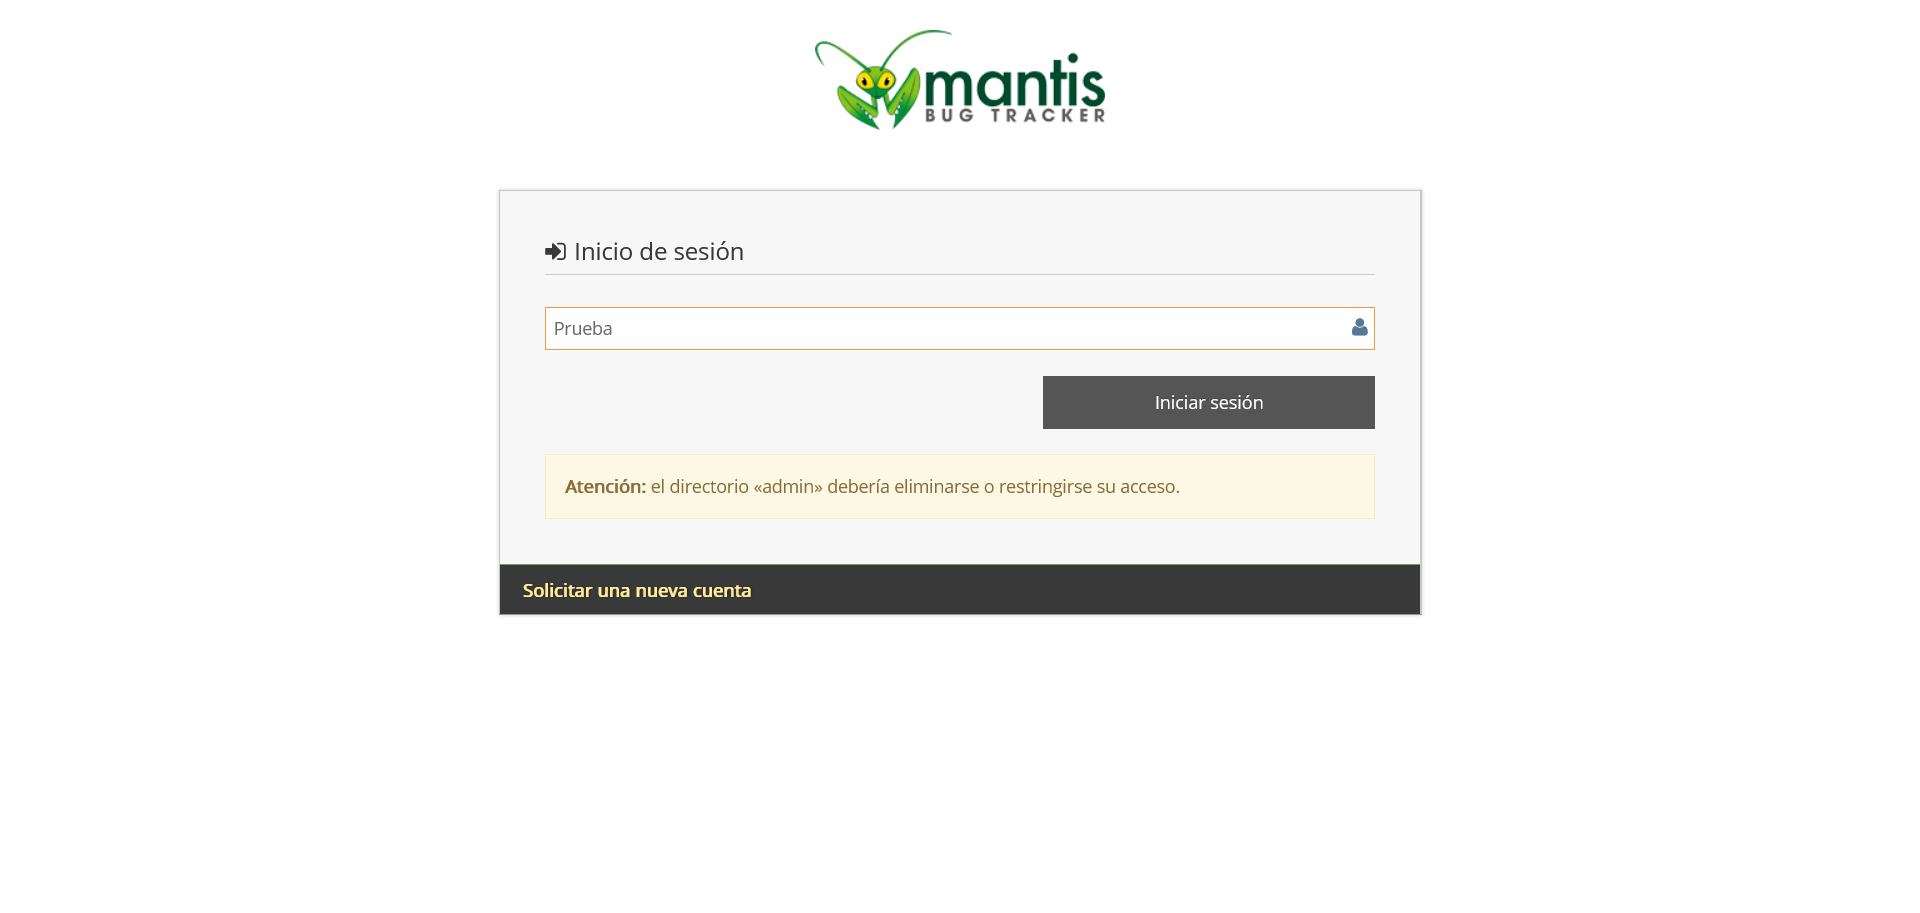 mantis
BUG TRACKER
Inicio de sesión
Prueba
Iniciar sesión
Atención: el directorio «admin» debería eliminarse o restringirse su acceso.
Solicitar una nueva cuenta